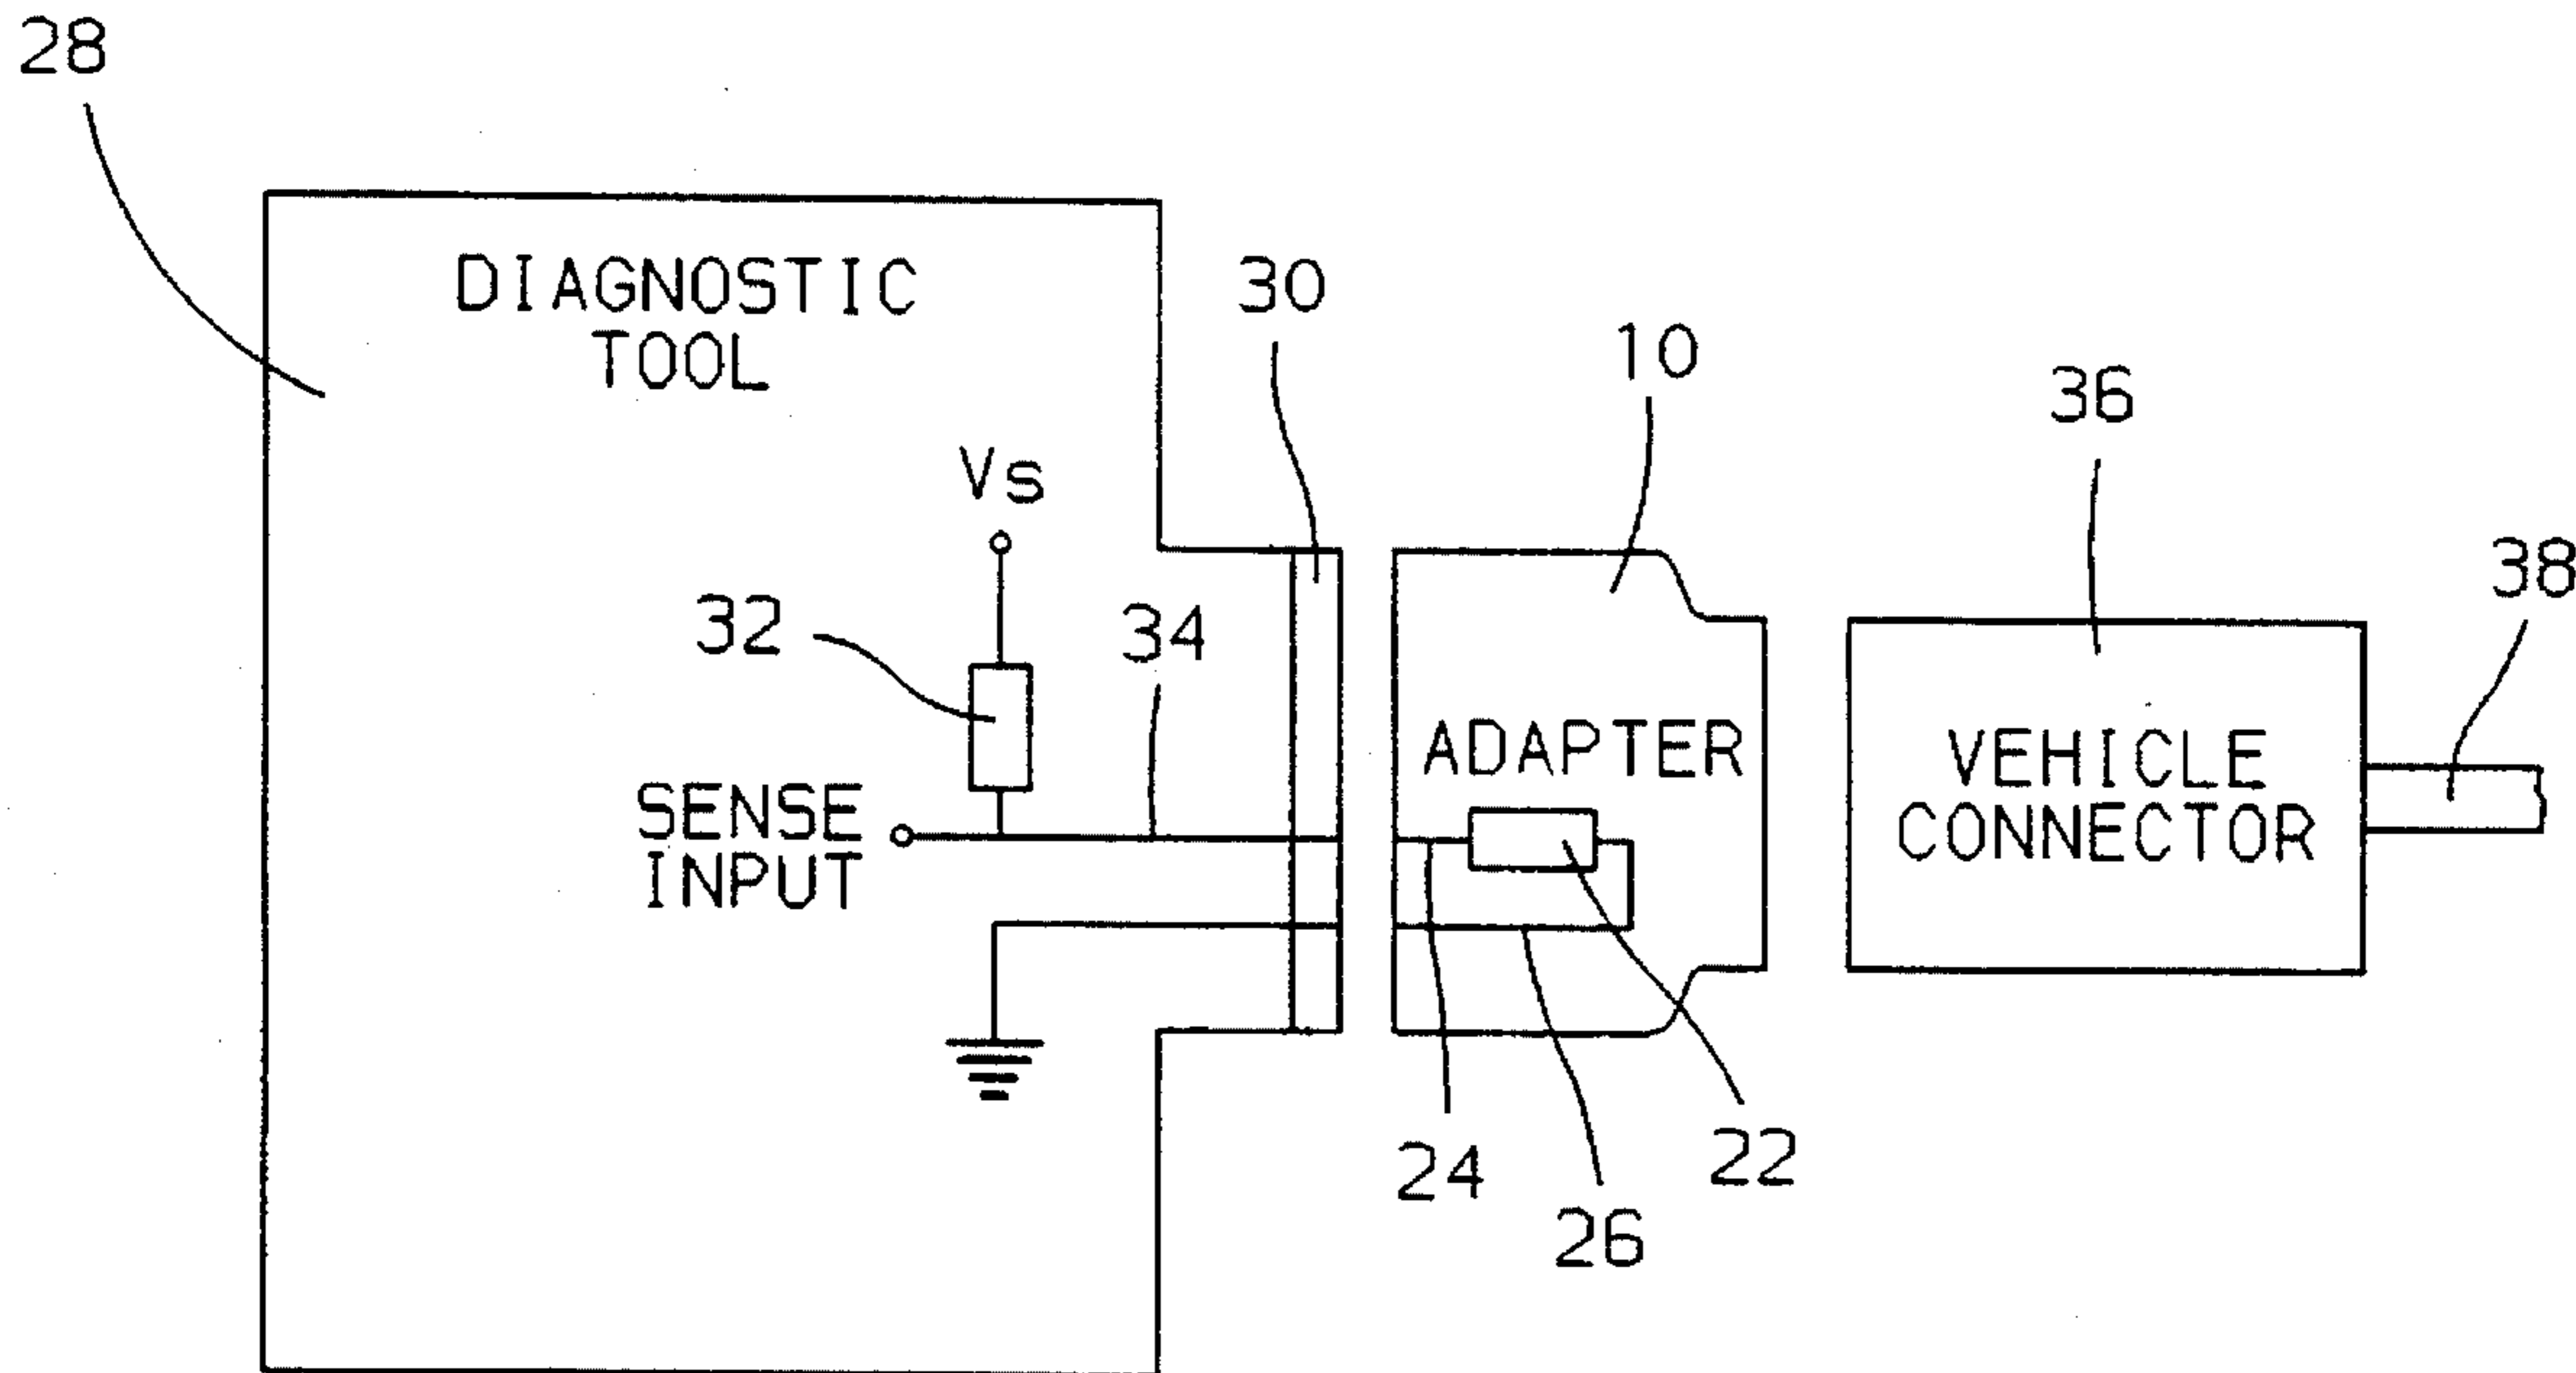 28
DIAGNOSTIC
TOOL
30
10
36
Vs
38
32
34
ADAPTER
VEHICLE
CONNECTOR
SENSE
INPUT
24
22
26